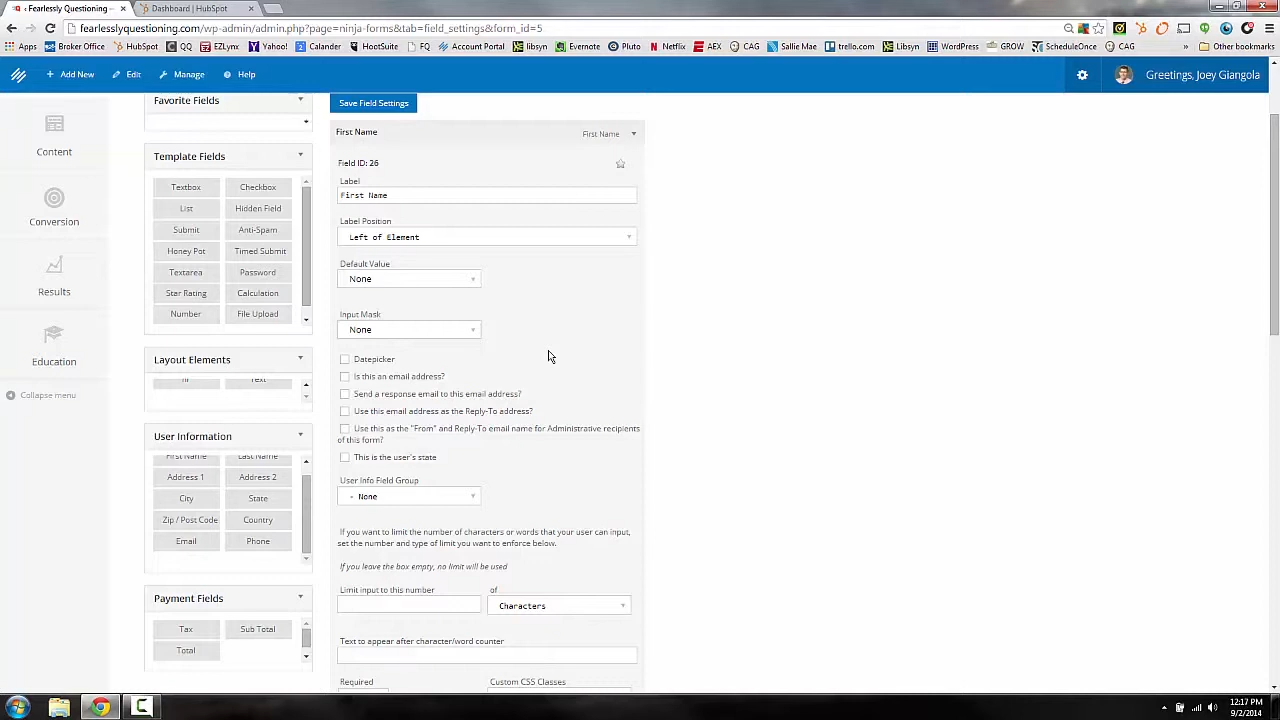 Fearlessly Questioning —
Dashboard | HubSpot
fearlesslyquestioning.com/wp-admin/admin.php?page=ninja-forms&tab=field_settings&form_id=5
Apps Broker Office HubSpot QQ EZLynx Yahoo! Calander HootSuite FQ Account Portal libsyn Evernote Pluto Netflix AEX CAG Sallie Mae trello.com Libsyn WordPress GROW ScheduleOnce CAG » Other bookmarks
+ Add New Edit Manage Help Greetings, Joey Giangola
Content
Conversion
Results
Education
Collapse menu
Favorite Fields
Template Fields
Textbox Checkbox
List Hidden Field
Submit Anti-Spam
Honey Pot Timed Submit
Textarea Password
Star Rating Calculation
Number File Upload
Layout Elements
hr Text
User Information
First Name Last Name
Address 1 Address 2
City State
Zip / Post Code Country
Email Phone
Payment Fields
Tax Sub Total
Total
Save Field Settings
First Name First Name
Field ID: 26
Label
First Name
Label Position
Left of Element
Default Value
None
Input Mask
None
Datepicker
Is this an email address?
Send a response email to this email address?
Use this email address as the Reply-To address?
Use this as the "From" and Reply-To email name for Administrative recipients
of this form?
This is the user's state
User Info Field Group
- None
If you want to limit the number of characters or words that your user can input,
set the number and type of limit you want to enforce below.
If you leave the box empty, no limit will be used
Limit input to this number of
Characters
Text to appear after character/word counter
Required Custom CSS Classes
12:17 PM
9/2/2014